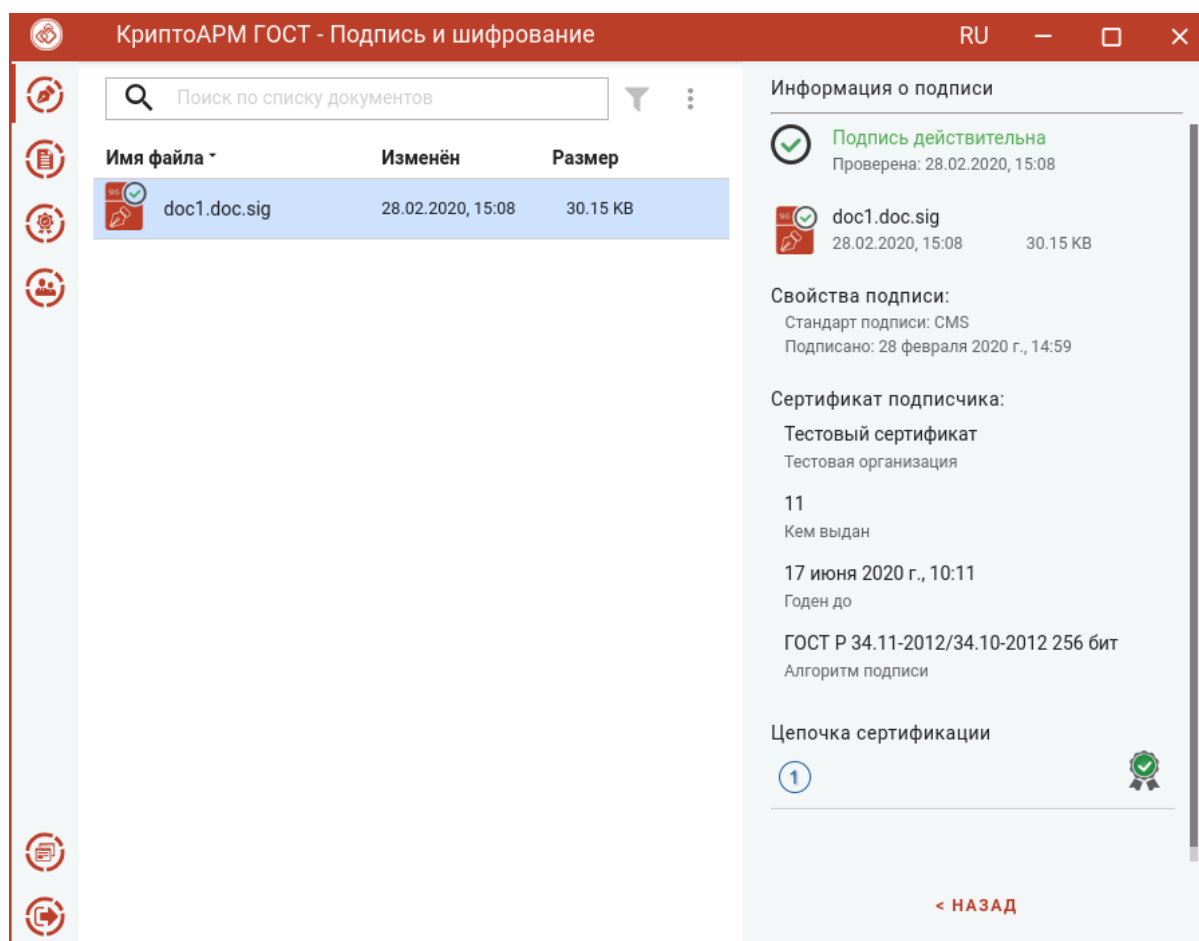 КриптоАРМ ГОСТ - Подпись и шифрование
RU
Поиск по списку документов
Имя файла
Изменён
Размер
SIG
doc1.doc.sig
28.02.2020, 15:08
30.15 KB
Информация о подписи
Подпись действительна
Проверена: 28.02.2020, 15:08
SIG
doc1.doc.sig
28.02.2020, 15:08
30.15 KB
Свойства подписи:
Стандарт подписи: CMS
Подписано: 28 февраля 2020 г., 14:59
Сертификат подписчика:
Тестовый сертификат
Тестовая организация
11
Кем выдан
17 июня 2020 г., 10:11
Годен до
ГОСТ Р 34.11-2012/34.10-2012 256 бит
Алгоритм подписи
Цепочка сертификации
1
< НАЗАД